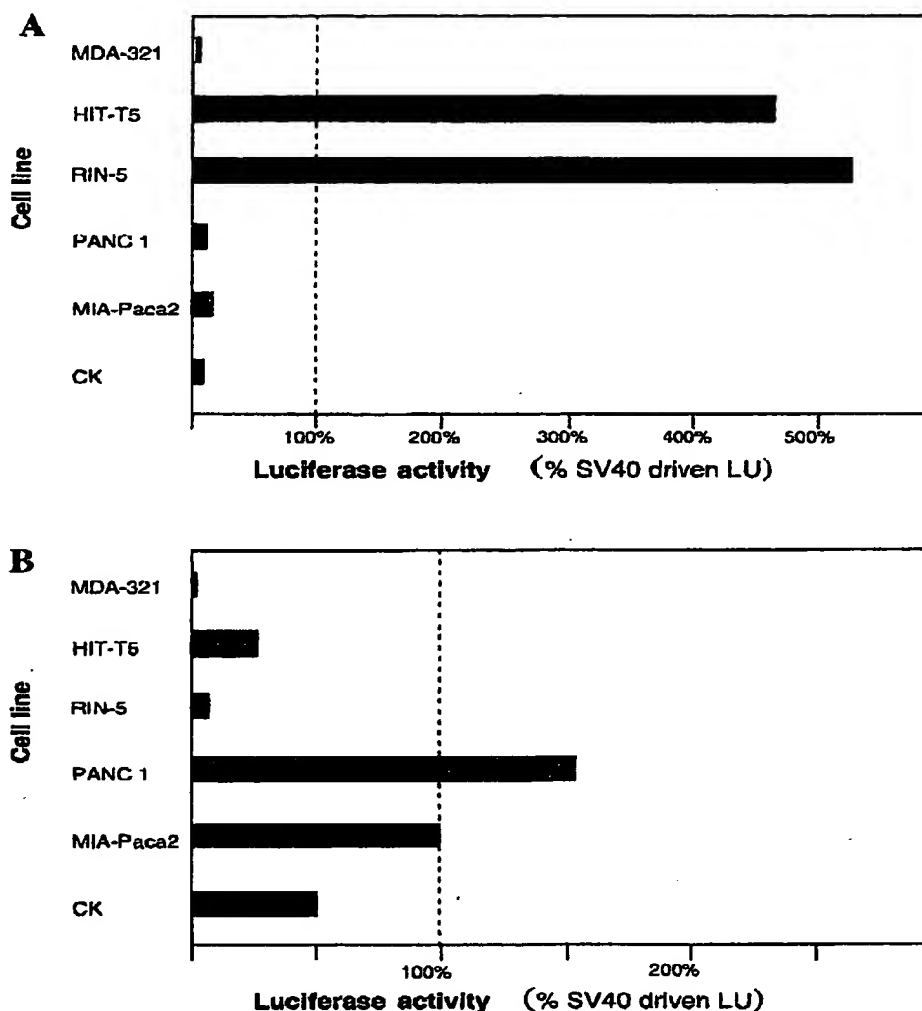 A
Cell line
MDA-321
HIT-T5
RIN-5
PANC 1
MIA-Paca2
CK
100% 200% 300% 400% 500%
Luciferase activity (% SV40 driven LU)
B
Cell line
MDA-321
HIT-T5
RIN-5
PANC 1
MIA-Paca2
CK
100% 200%
Luciferase activity (% SV40 driven LU)